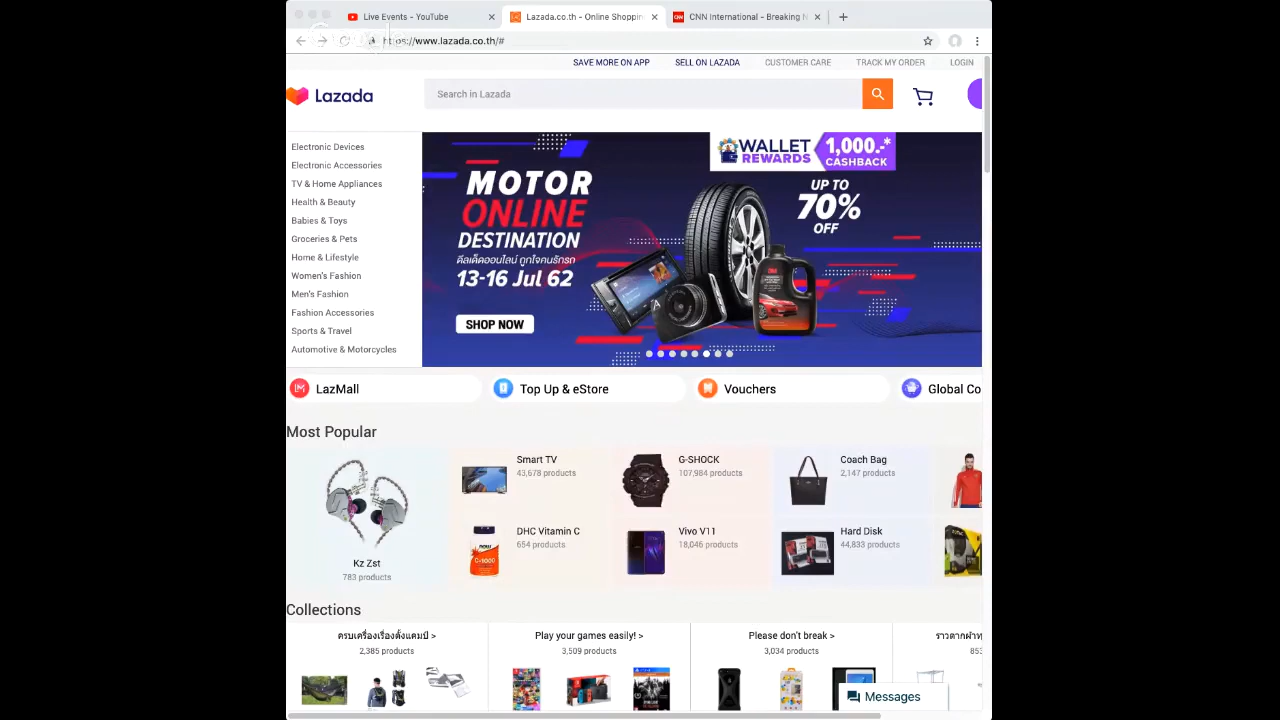 Live Events - YouTube
Lazada.co.th - Online Shoppin
CNN International - Breaking N
https://www.lazada.co.th/#
SAVE MORE ON APP
SELL ON LAZADA
CUSTOMER CARE
TRACK MY ORDER
LOGIN
Lazada
Search in Lazada
Electronic Devices
Electronic Accessories
TV & Home Appliances
Health & Beauty
Babies & Toys
Groceries & Pets
Home & Lifestyle
Women's Fashion
Men's Fashion
Fashion Accessories
Sports & Travel
Automotive & Motorcycles
WALLET
REWARDS
1,000.-*
CASHBACK
MOTOR
ONLINE
DESTINATION
ดีลเด็ดออนไลน์ ถูกใจคนรักรถ
13-16 Jul 62
SHOP NOW
UP TO
70%
OFF
3M
LazMall
Top Up & eStore
Vouchers
Global Co
Most Popular
Kz Zst
783 products
Smart TV
43,678 products
G-SHOCK
107,984 products
Coach Bag
2,147 products
DHC Vitamin C
654 products
Vivo V11
18,046 products
Hard Disk
44,833 products
Collections
ครบเครื่องเรื่องตั้งแคมป์ >
2,385 products
Play your games easily! >
3,509 products
Please don't break >
3,034 products
853
Messages